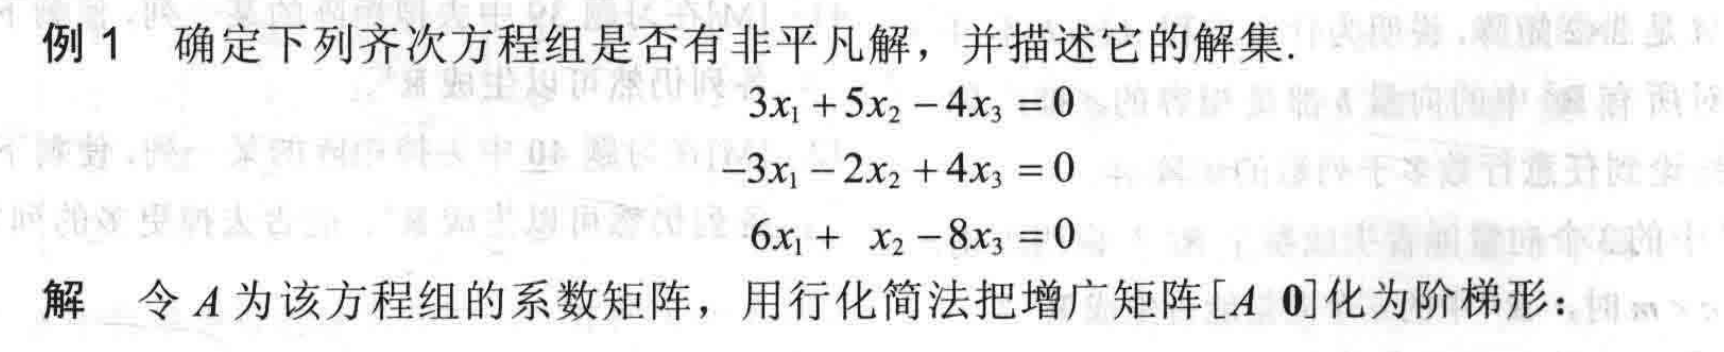 例 1 确定下列齐次方程组是否有非平凡解，并描述它的解集.
3x₁ + 5x₂ − 4x₃ = 0
−3x₁ − 2x₂ + 4x₃ = 0
6x₁ + x₂ − 8x₃ = 0
解 令 A 为该方程组的系数矩阵，用行化简法把增广矩阵[A 0]化为阶梯形：